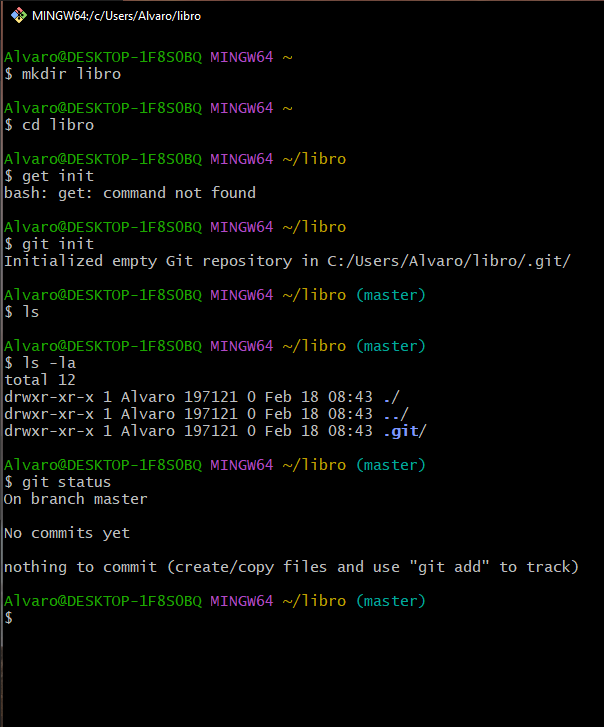 MINGW64:/c/Users/Alvaro/libro
Alvaro@DESKTOP-1F8S0BQ MINGW64 ~
$ mkdir libro
Alvaro@DESKTOP-1F8S0BQ MINGW64 ~
$ cd libro
Alvaro@DESKTOP-1F8S0BQ MINGW64 ~/libro
$ get init
bash: get: command not found
Alvaro@DESKTOP-1F8S0BQ MINGW64 ~/libro
$ git init
Initialized empty Git repository in C:/Users/Alvaro/libro/.git/
Alvaro@DESKTOP-1F8S0BQ MINGW64 ~/libro (master)
$ ls
Alvaro@DESKTOP-1F8S0BQ MINGW64 ~/libro (master)
$ ls -la
total 12
drwxr-xr-x 1 Alvaro 197121 0 Feb 18 08:43 ./
drwxr-xr-x 1 Alvaro 197121 0 Feb 18 08:43 ../
drwxr-xr-x 1 Alvaro 197121 0 Feb 18 08:43 .git/
Alvaro@DESKTOP-1F8S0BQ MINGW64 ~/libro (master)
$ git status
On branch master
No commits yet
nothing to commit (create/copy files and use "git add" to track)
Alvaro@DESKTOP-1F8S0BQ MINGW64 ~/libro (master)
$